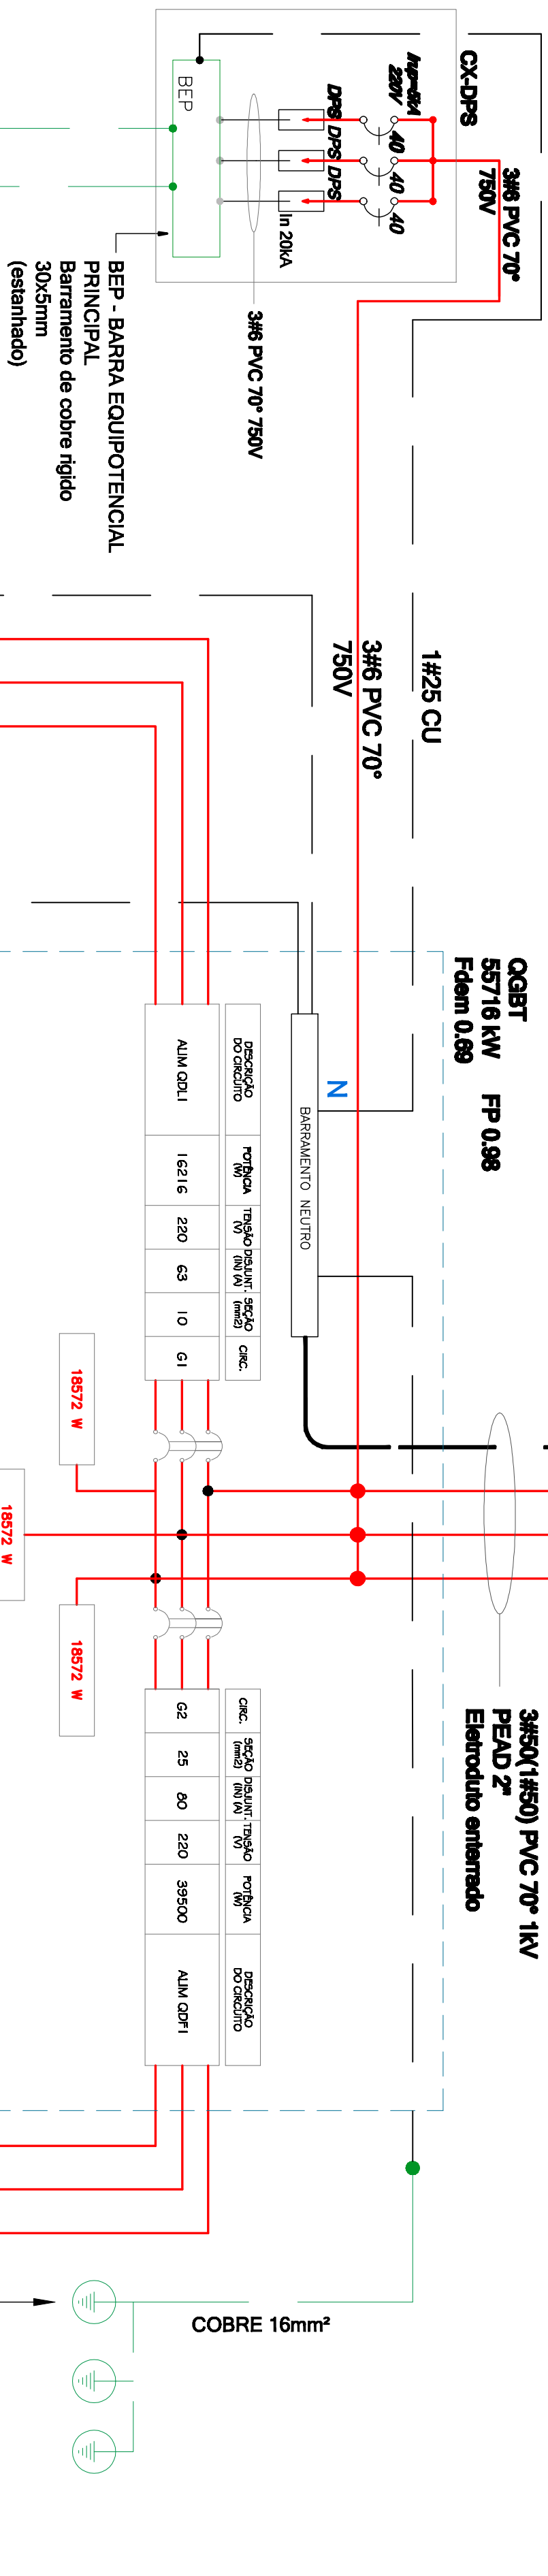 CX-DPS
Inp=5kA
220V
40
40
40
DPS
DPS
DPS
In 20kA
BEP
3#6 PVC 70°
750V
3#6 PVC 70° 750V
BEP - BARRA EQUIPOTENCIAL
PRINCIPAL
Barramento de cobre rigido
30x5mm
(estanhado)
1#25 CU
3#6 PVC 70°
750V
QGBT
55716 kW FP 0.98
Fdem 0.69
N
BARRAMENTO NEUTRO
DESCRIÇÃO
DO CIRCUITO
POTÊNCIA
(W)
TENSÃO
(V)
DISJUNT.
(IN) (A)
SEÇÃO
(mm2)
CIRC.
ALIM QDL1
16216
220
63
10
G1
18572 W
18572 W
18572 W
CIRC.
SEÇÃO
(mm2)
DISJUNT.
(IN) (A)
TENSÃO
(V)
POTÊNCIA
(W)
DESCRIÇÃO
DO CIRCUITO
G2
25
80
220
39500
ALIM QDF1
3#50(1#50) PVC 70° 1kV
PEAD 2"
Eletroduto enterrado
COBRE 16mm²